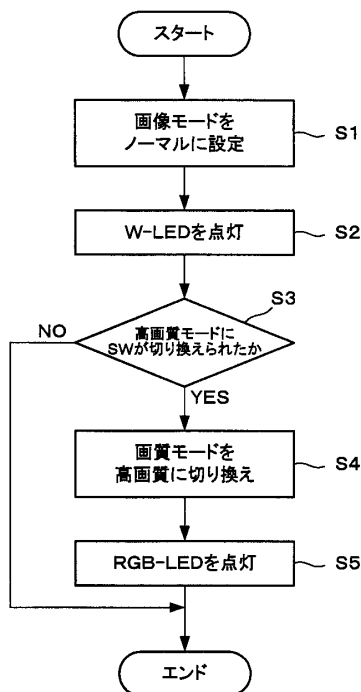 スタート
画像モードを
ノーマルに設定
S1
W-LEDを点灯
S2
S3
高画質モードに
SWが切り換えられたか
NO
YES
画質モードを
高画質に切り換え
S4
RGB-LEDを点灯
S5
エンド